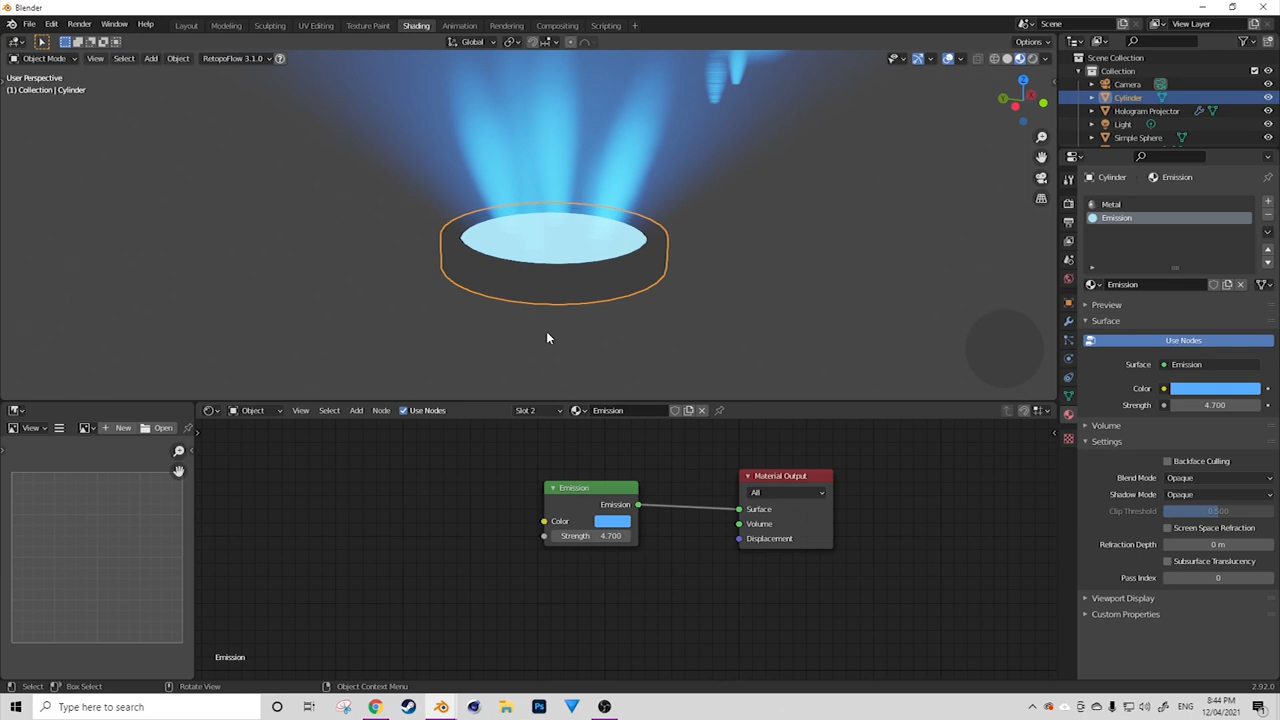 Blender
File Edit Render Window Help Layout Modeling Sculpting UV Editing Texture Paint Shading Animation Rendering Compositing Scripting + Scene View Layer
Global Options
Object Mode View Select Add Object RetopoFlow 3.1.0
User Perspective
(1) Collection | Cylinder
Z
Y
X
Scene Collection
Collection
Camera
Cylinder
Hologram Projector
Light
Simple Sphere
Cylinder Emission
Metal
Emission
Emission
Preview
Surface
Use Nodes
Surface Emission
Color
Strength 4.700
Volume
Settings
Backface Culling
Blend Mode Opaque
Shadow Mode Opaque
Clip Threshold 0.500
Screen Space Refraction
Refraction Depth 0 m
Subsurface Translucency
Pass Index 0
Viewport Display
Custom Properties
View New Open
Object View Select Add Node Use Nodes Slot 2 Emission
Emission
Emission
Color
Strength 4.700
Material Output
All
Surface
Volume
Displacement
Emission
Select Box Select Rotate View Object Context Menu 2.92.0
Type here to search
8:44 PM
12/04/2021